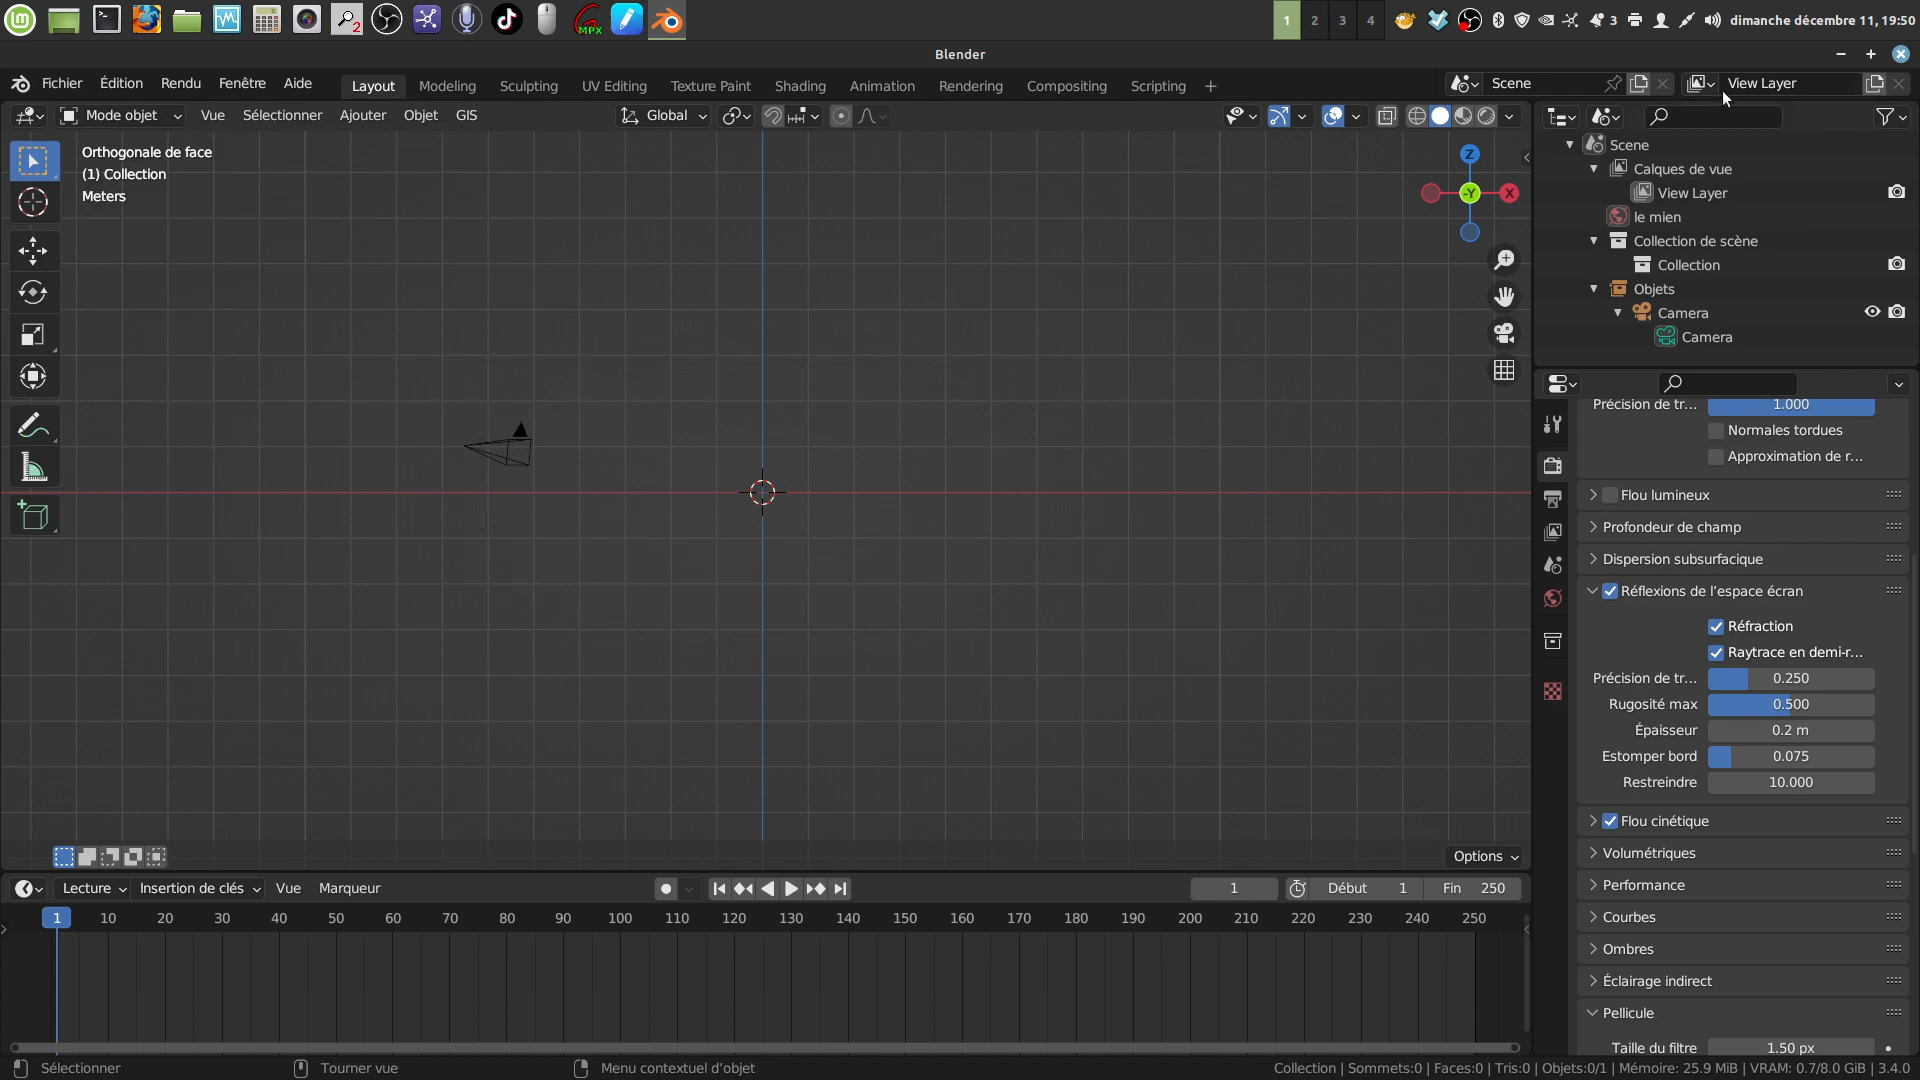 2
MPX
1 2 3 4
3
dimanche décembre 11, 19:50
Blender
Fichier Édition Rendu Fenêtre Aide
Layout Modeling Sculpting UV Editing Texture Paint Shading Animation Rendering Compositing Scripting +
Scene
View Layer
Mode objet Vue Sélectionner Ajouter Objet GIS
Global
Orthogonale de face
(1) Collection
Meters
Z
-Y
X
Scene
Calques de vue
View Layer
le mien
Collection de scène
Collection
Objets
Camera
Camera
Précision de tr... 1.000
Normales tordues
Approximation de r...
Flou lumineux
Profondeur de champ
Dispersion subsurfacique
Réflexions de l'espace écran
Réfraction
Raytrace en demi-r...
Précision de tr... 0.250
Rugosité max 0.500
Épaisseur 0.2 m
Estomper bord 0.075
Restreindre 10.000
Flou cinétique
Volumétriques
Performance
Courbes
Ombres
Éclairage indirect
Pellicule
Taille du filtre 1.50 px
Options
Lecture Insertion de clés Vue Marqueur
1
Début 1 Fin 250
1 10 20 30 40 50 60 70 80 90 100 110 120 130 140 150 160 170 180 190 200 210 220 230 240 250
Sélectionner Tourner vue Menu contextuel d'objet
Collection | Sommets:0 | Faces:0 | Tris:0 | Objets:0/1 | Mémoire: 25.9 MiB | VRAM: 0.7/8.0 GiB | 3.4.0